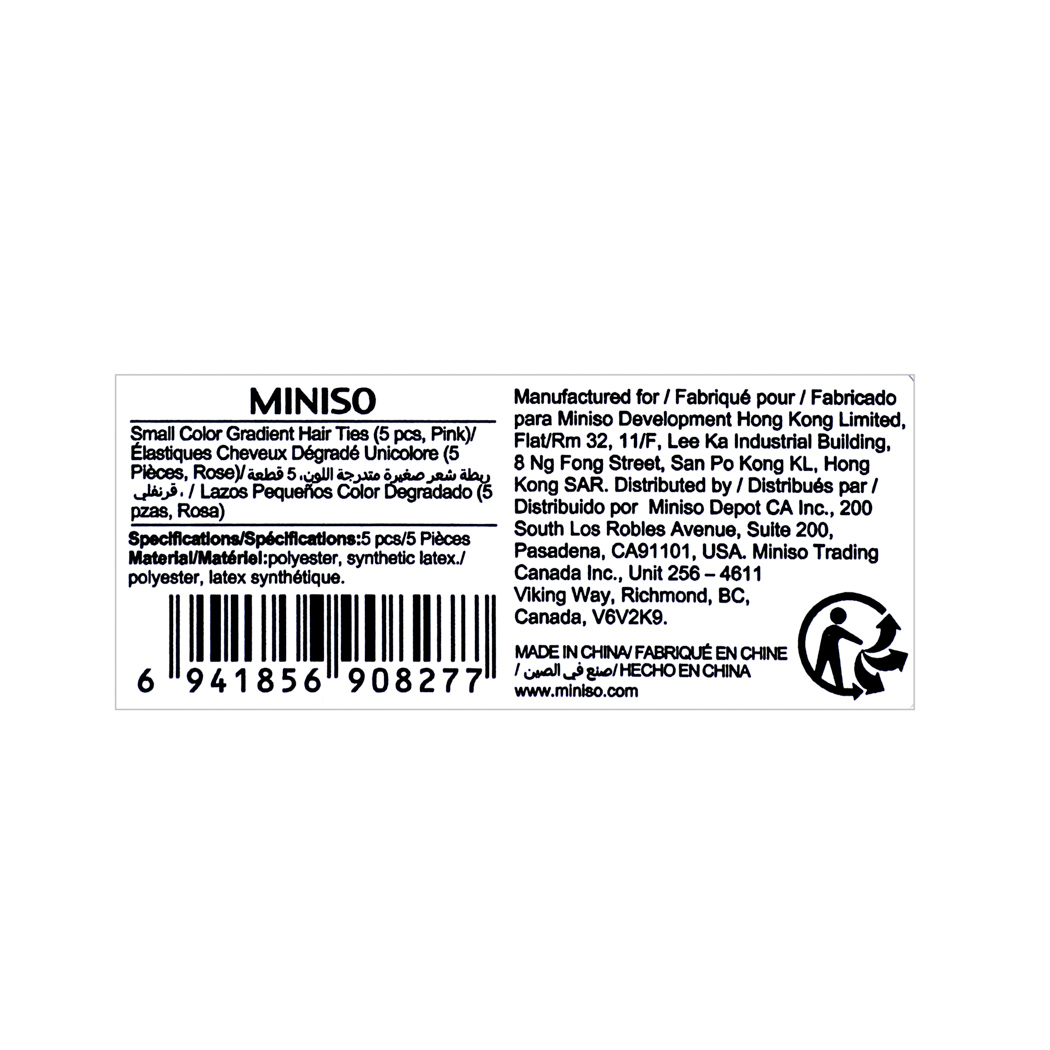 MINISO
Small Color Gradient Hair Ties (5 pcs, Pink)/
Élastiques Cheveux Dégradé Unicolore (5
Pièces, Rose)/ ربطة شعر صغيرة متدرجة اللون، 5 قطعة
، قرنفلي / Lazos Pequeños Color Degradado (5
pzas, Rosa)
Specifications/Spécifications:5 pcs/5 Pièces
Material/Matériel:polyester, synthetic latex./
polyester, latex synthétique.
6 941856 908277
Manufactured for / Fabriqué pour / Fabricado
para Miniso Development Hong Kong Limited,
Flat/Rm 32, 11/F, Lee Ka Industrial Building,
8 Ng Fong Street, San Po Kong KL, Hong
Kong SAR. Distributed by / Distribués par /
Distribuido por Miniso Depot CA Inc., 200
South Los Robles Avenue, Suite 200,
Pasadena, CA91101, USA. Miniso Trading
Canada Inc., Unit 256 – 4611
Viking Way, Richmond, BC,
Canada, V6V2K9.
MADE IN CHINA/ FABRIQUÉ EN CHINE
/ صنع في الصين/ HECHO EN CHINA
www.miniso.com